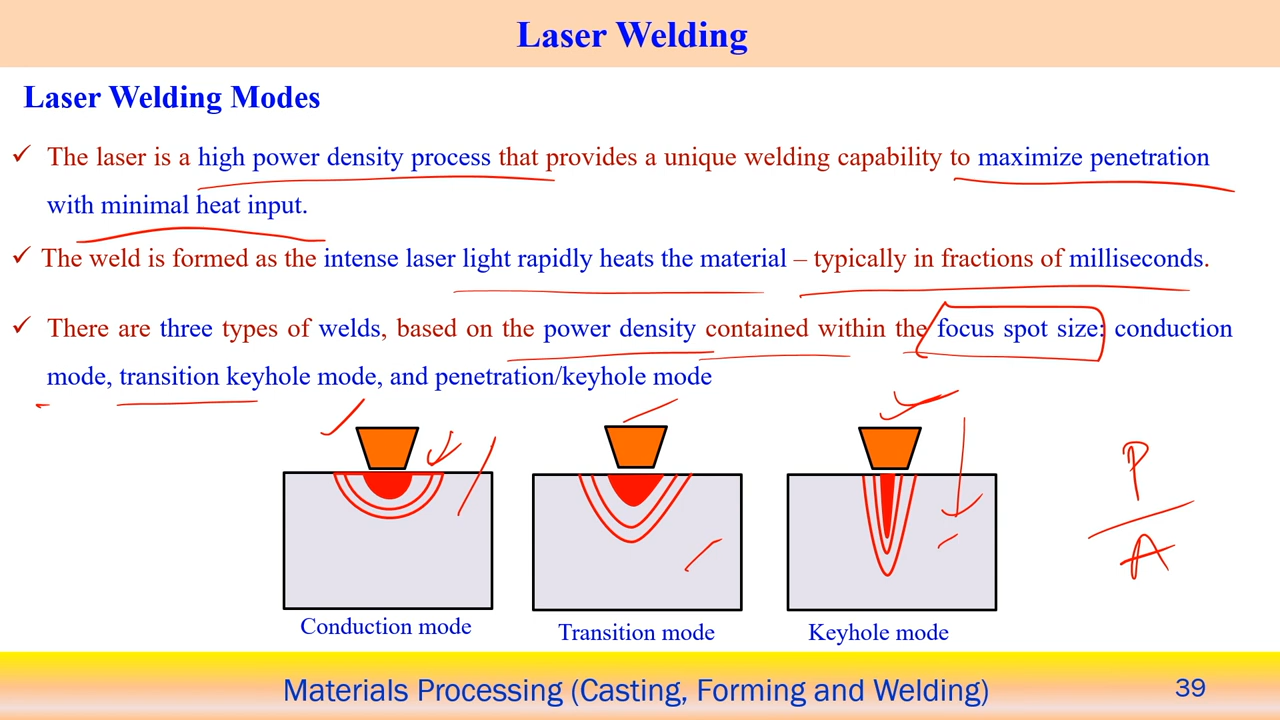 Laser Welding
Laser Welding Modes
✓ The laser is a high power density process that provides a unique welding capability to maximize penetration
with minimal heat input.
✓ The weld is formed as the intense laser light rapidly heats the material – typically in fractions of milliseconds.
✓ There are three types of welds, based on the power density contained within the focus spot size: conduction
mode, transition keyhole mode, and penetration/keyhole mode
P
A
Conduction mode
Transition mode
Keyhole mode
Materials Processing (Casting, Forming and Welding)
39